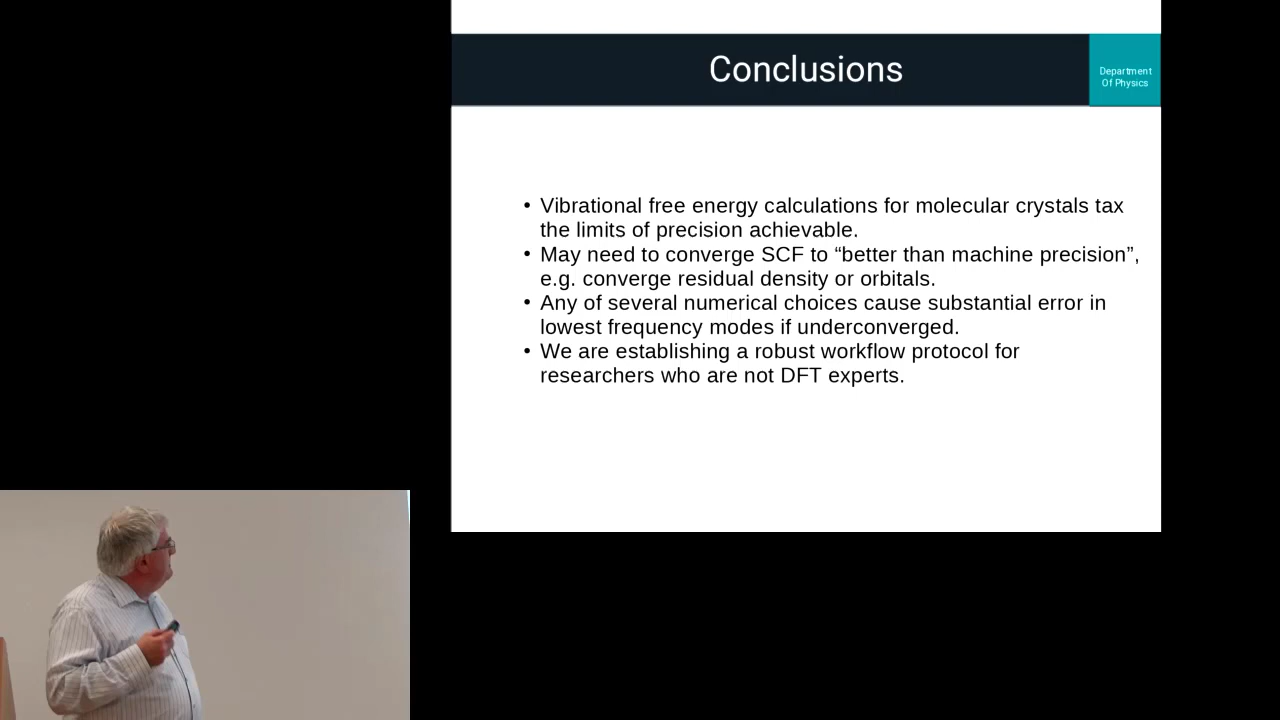 Conclusions
Department
Of Physics
• Vibrational free energy calculations for molecular crystals tax
the limits of precision achievable.
• May need to converge SCF to “better than machine precision”,
e.g. converge residual density or orbitals.
• Any of several numerical choices cause substantial error in
lowest frequency modes if underconverged.
• We are establishing a robust workflow protocol for
researchers who are not DFT experts.